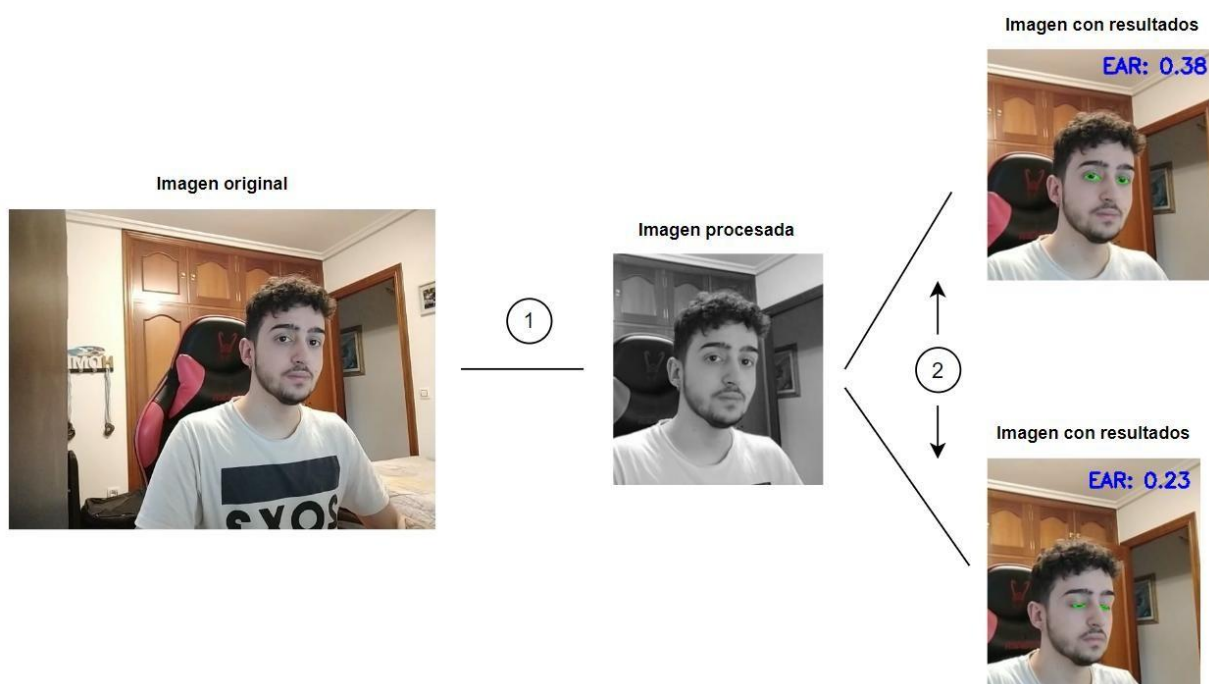 Imagen original
1
Imagen procesada
2
Imagen con resultados
EAR: 0.38
Imagen con resultados
EAR: 0.23